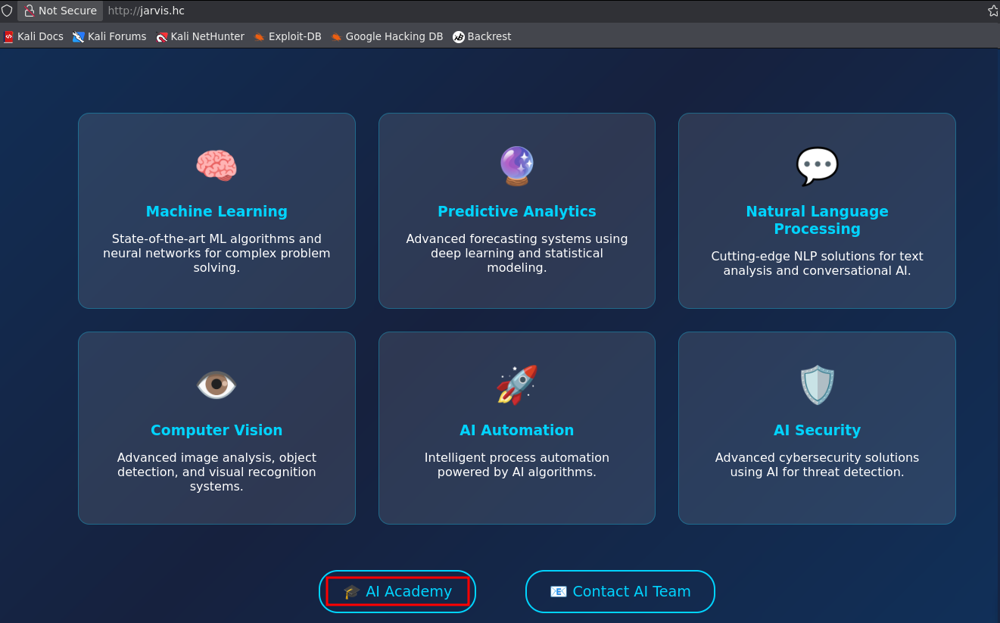 Not Secure http://jarvis.hc
Kali Docs Kali Forums Kali NetHunter Exploit-DB Google Hacking DB Backrest
Machine Learning
State-of-the-art ML algorithms and
neural networks for complex problem
solving.
Predictive Analytics
Advanced forecasting systems using
deep learning and statistical
modeling.
Natural Language
Processing
Cutting-edge NLP solutions for text
analysis and conversational AI.
Computer Vision
Advanced image analysis, object
detection, and visual recognition
systems.
AI Automation
Intelligent process automation
powered by AI algorithms.
AI Security
Advanced cybersecurity solutions
using AI for threat detection.
AI Academy
Contact AI Team